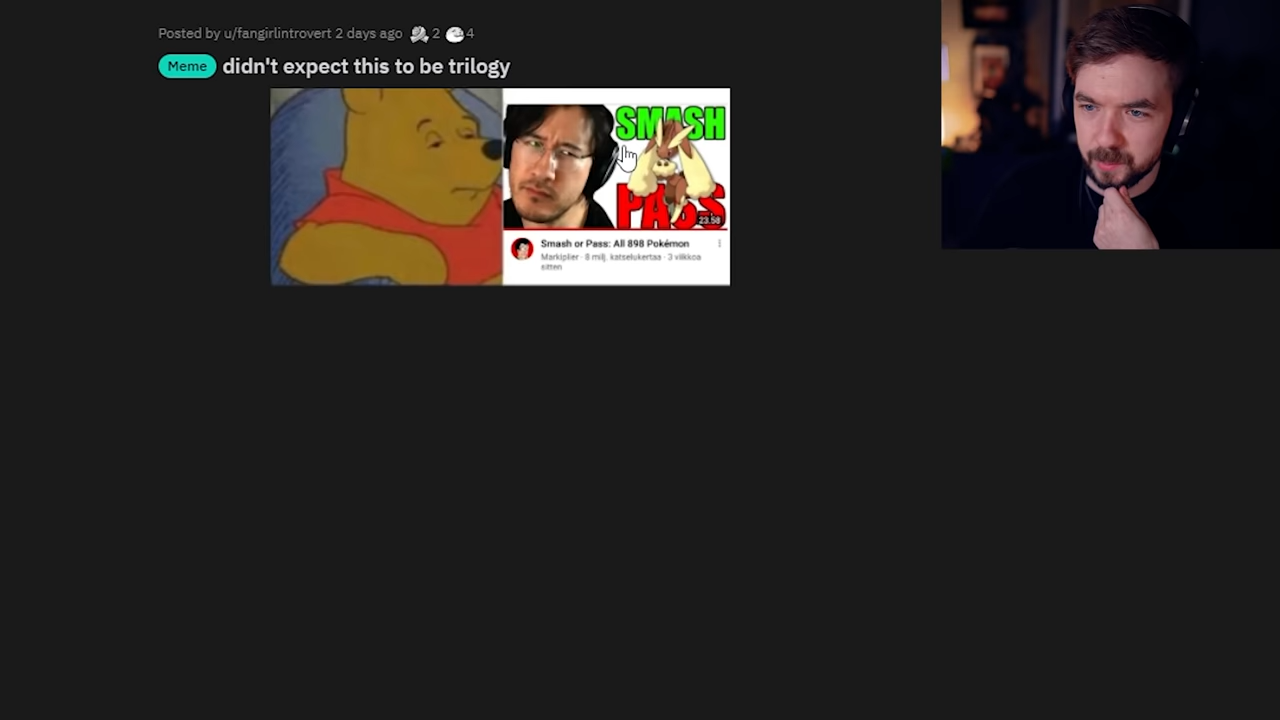 Posted by u/fangirlintrovert 2 days ago 2 4
Meme didn't expect this to be trilogy
SMASH
PASS
23.58
Smash or Pass: All 898 Pokémon
Markiplier · 8 milj. katselukertaa · 3 viikkoa
sitten